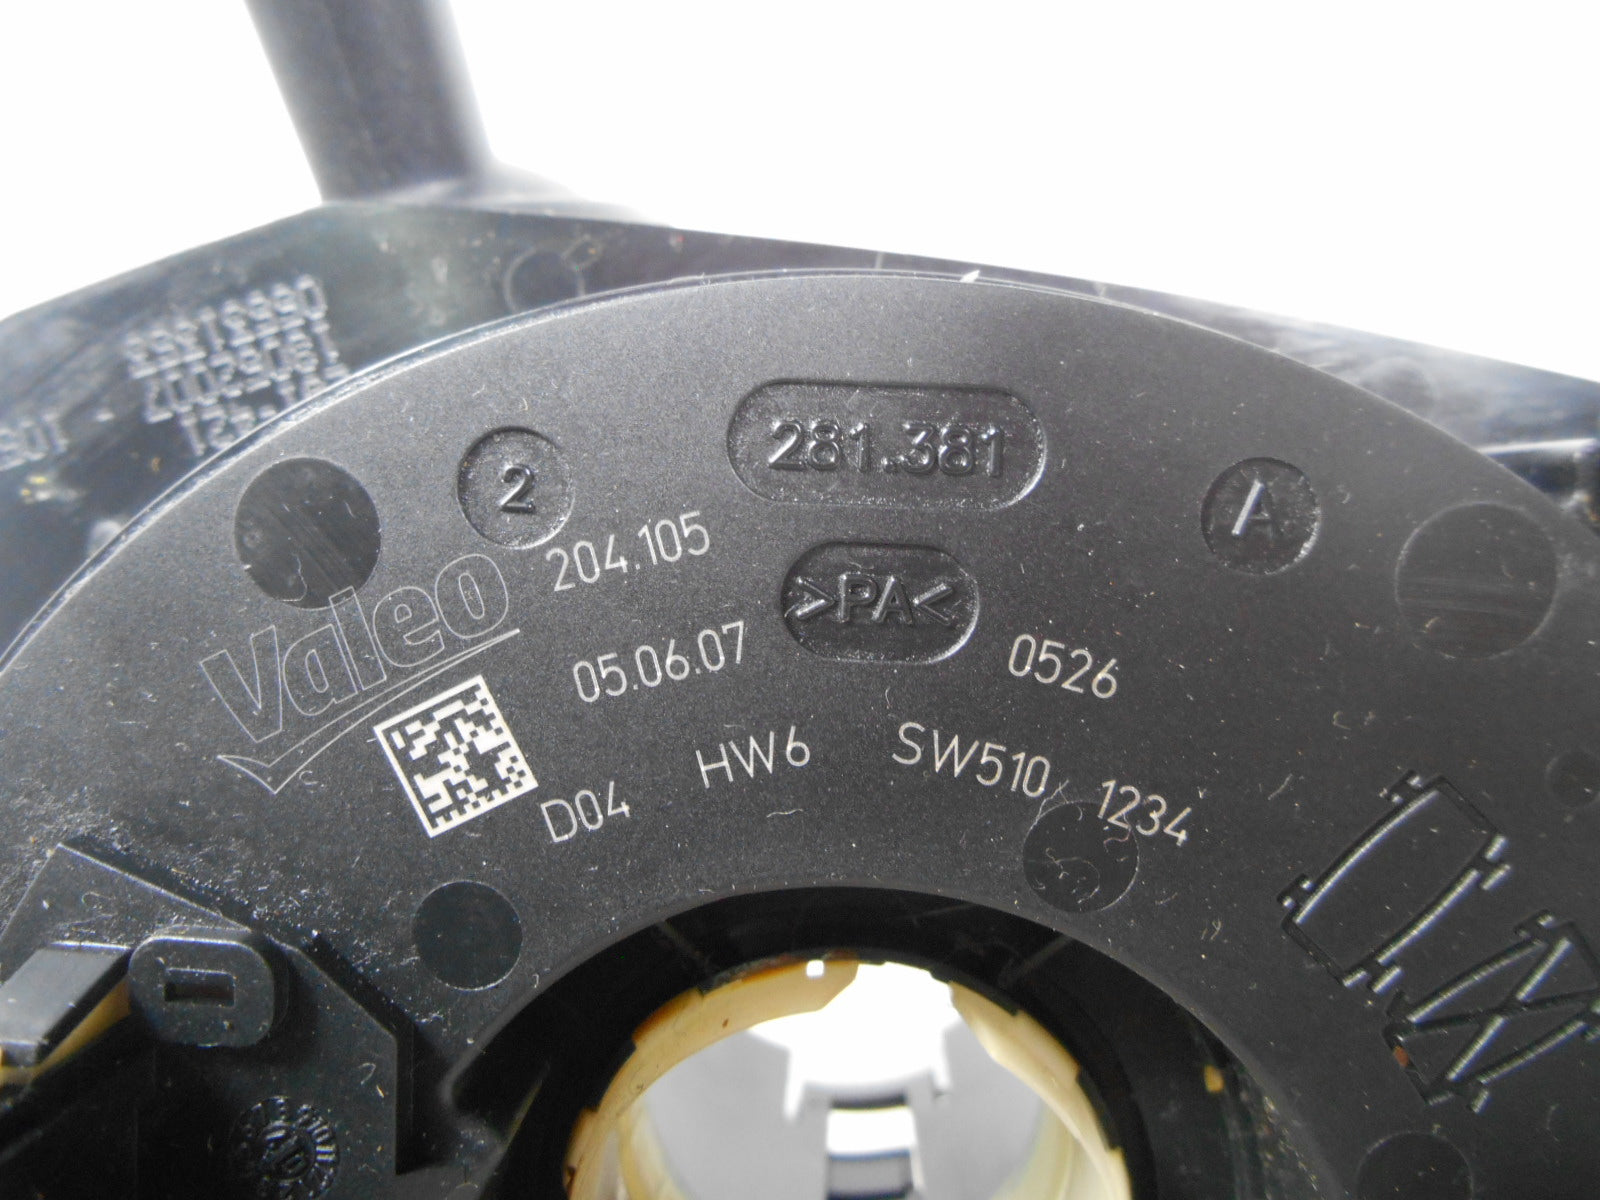 281.381
2
A
204.105
>PA<
Valeo
05.06.07
0526
D04
HW6
SW510
1234
D